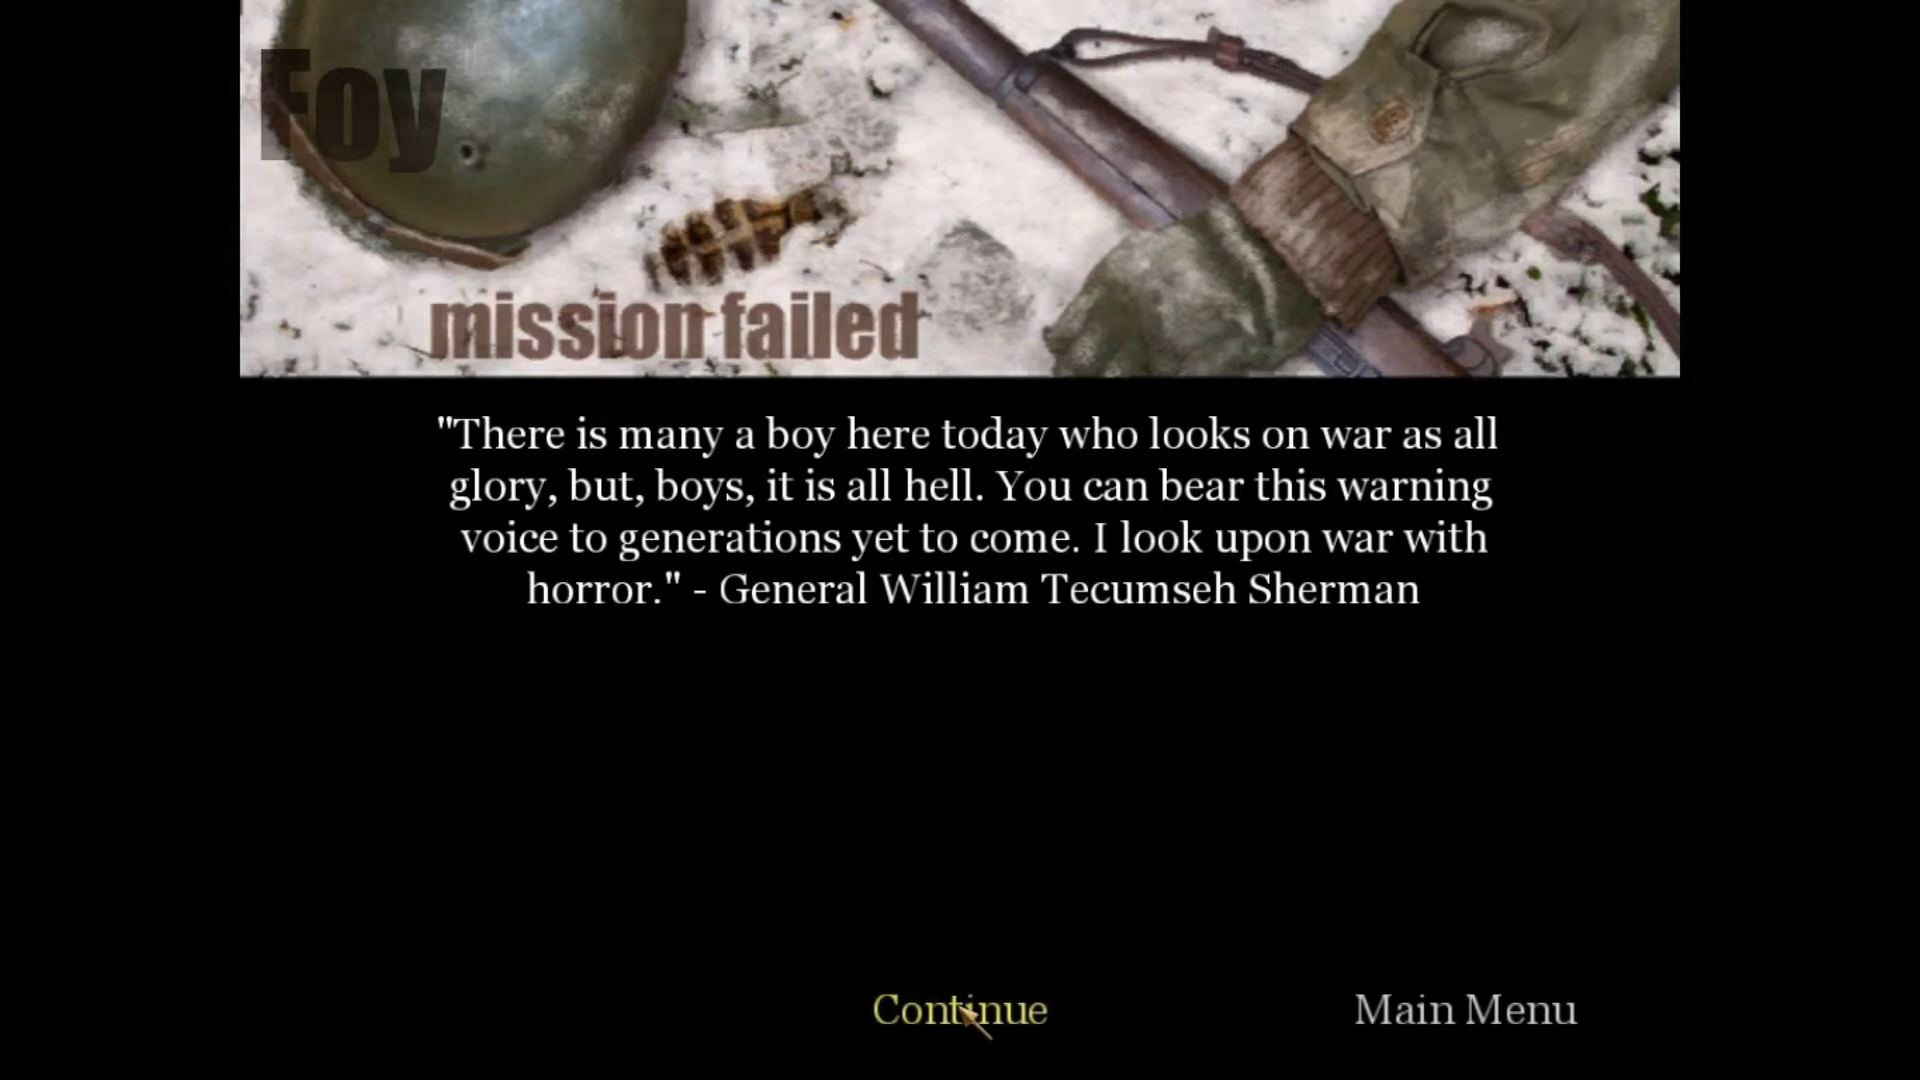 Foy
mission failed
"There is many a boy here today who looks on war as all
glory, but, boys, it is all hell. You can bear this warning
voice to generations yet to come. I look upon war with
horror." - General William Tecumseh Sherman
Continue
Main Menu